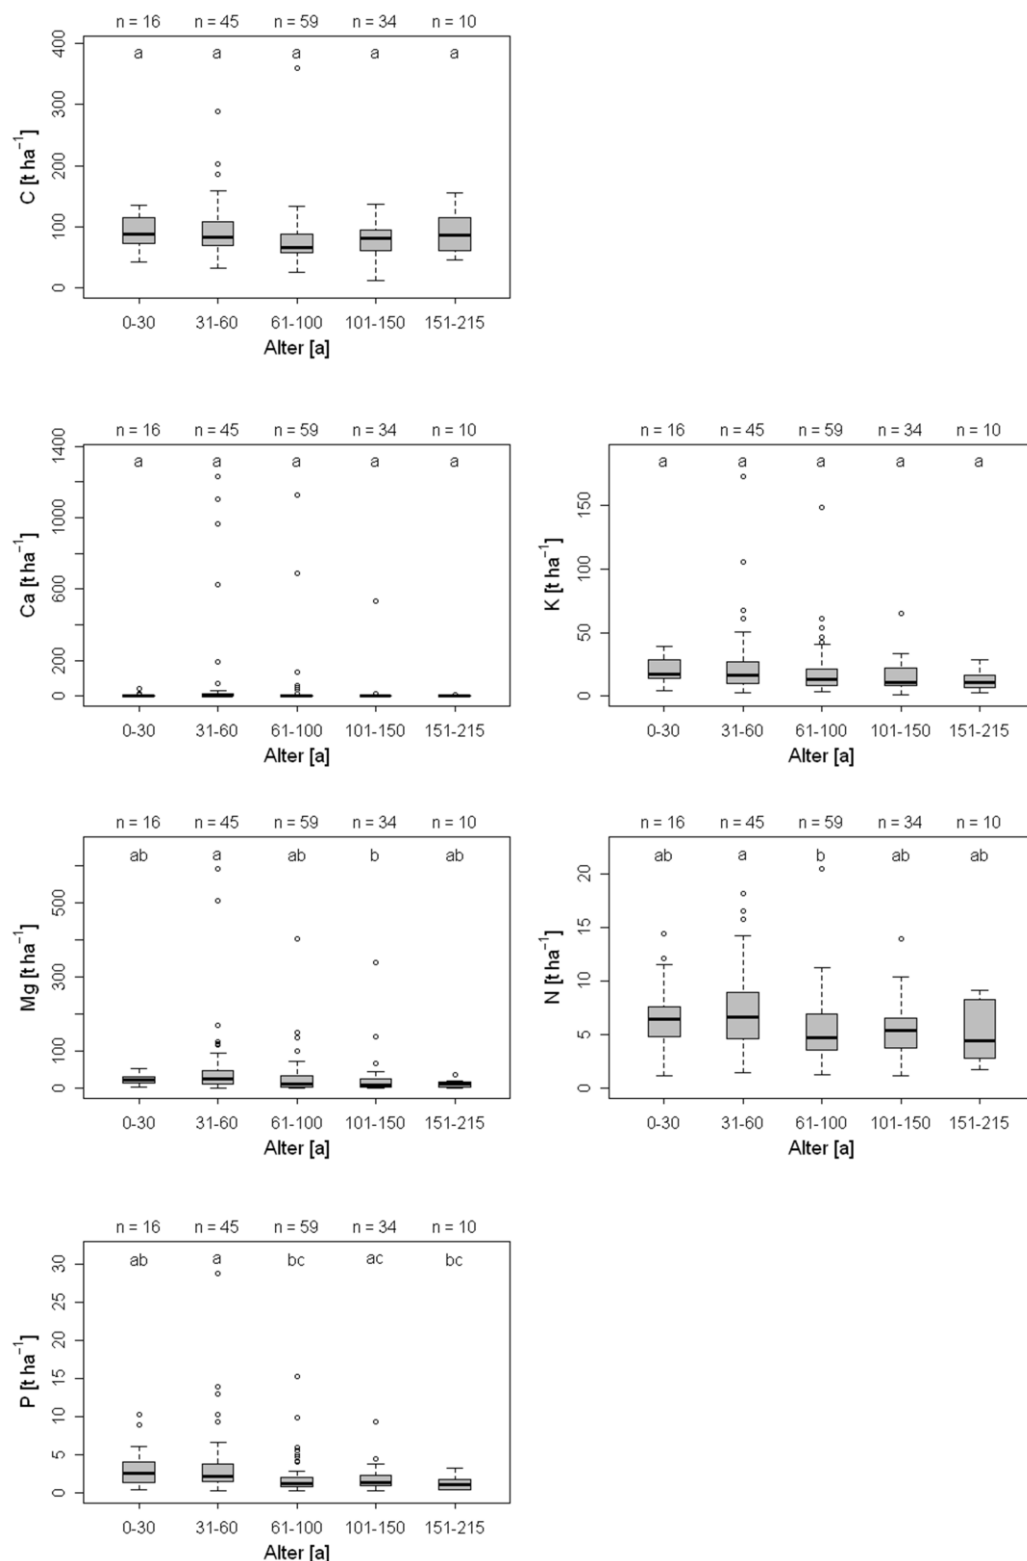 n = 16 n = 45 n = 59 n = 34 n = 10
a a a a a
C [t ha⁻¹]
400
300
200
100
0
0-30 31-60 61-100 101-150 151-215
Alter [a]
n = 16 n = 45 n = 59 n = 34 n = 10
a a a a a
Ca [t ha⁻¹]
1400
1000
600
200
0
0-30 31-60 61-100 101-150 151-215
Alter [a]
n = 16 n = 45 n = 59 n = 34 n = 10
a a a a a
K [t ha⁻¹]
150
100
50
0
0-30 31-60 61-100 101-150 151-215
Alter [a]
n = 16 n = 45 n = 59 n = 34 n = 10
ab a ab b ab
Mg [t ha⁻¹]
500
300
100
0
0-30 31-60 61-100 101-150 151-215
Alter [a]
n = 16 n = 45 n = 59 n = 34 n = 10
ab a b ab ab
N [t ha⁻¹]
20
15
10
5
0
0-30 31-60 61-100 101-150 151-215
Alter [a]
n = 16 n = 45 n = 59 n = 34 n = 10
ab a bc ac bc
P [t ha⁻¹]
30
25
20
15
10
5
0
0-30 31-60 61-100 101-150 151-215
Alter [a]